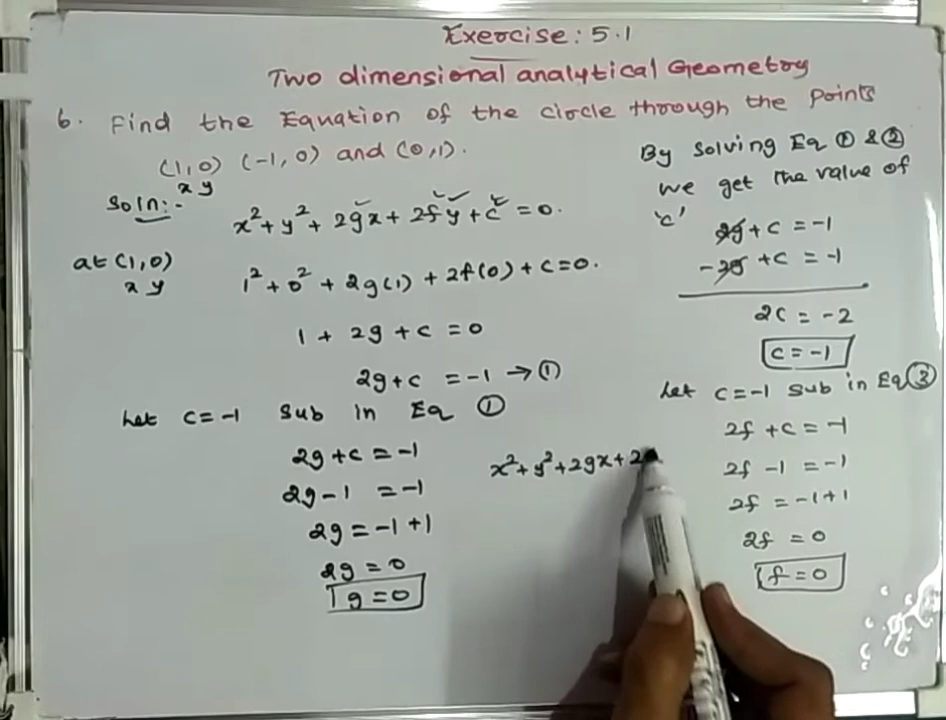 Exercise: 5.1
Two dimensional analytical Geometry
6. Find the Equation of the circle through the points
(1,0) (-1,0) and (0,1).
x y
Soln:-
x²+y²+2gx+2fy+c=0.
at (1,0)
x y
1²+0²+2g(1)+2f(0)+c=0.
1+2g+c=0
2g+c=-1→①
Let c=-1 Sub in Eq ①
2g+c=-1
2g-1=-1
2g=-1+1
2g=0
g=0
x²+y²+2gx+2
By solving Eq ① & ②
we get the value of
'c'
2g+c=-1
-2g+c=-1
2c=-2
c=-1
Let c=-1 sub in Eq ③
2f+c=-1
2f-1=-1
2f=-1+1
2f=0
f=0